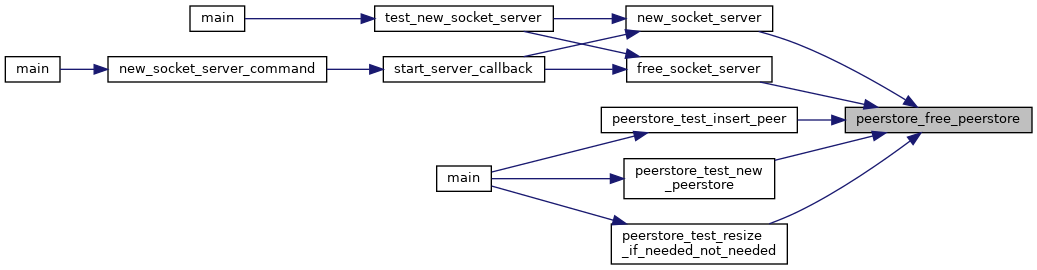 main
test_new_socket_server
new_socket_server
main
new_socket_server_command
start_server_callback
free_socket_server
peerstore_test_insert_peer
peerstore_free_peerstore
main
peerstore_test_new
_peerstore
peerstore_test_resize
_if_needed_not_needed